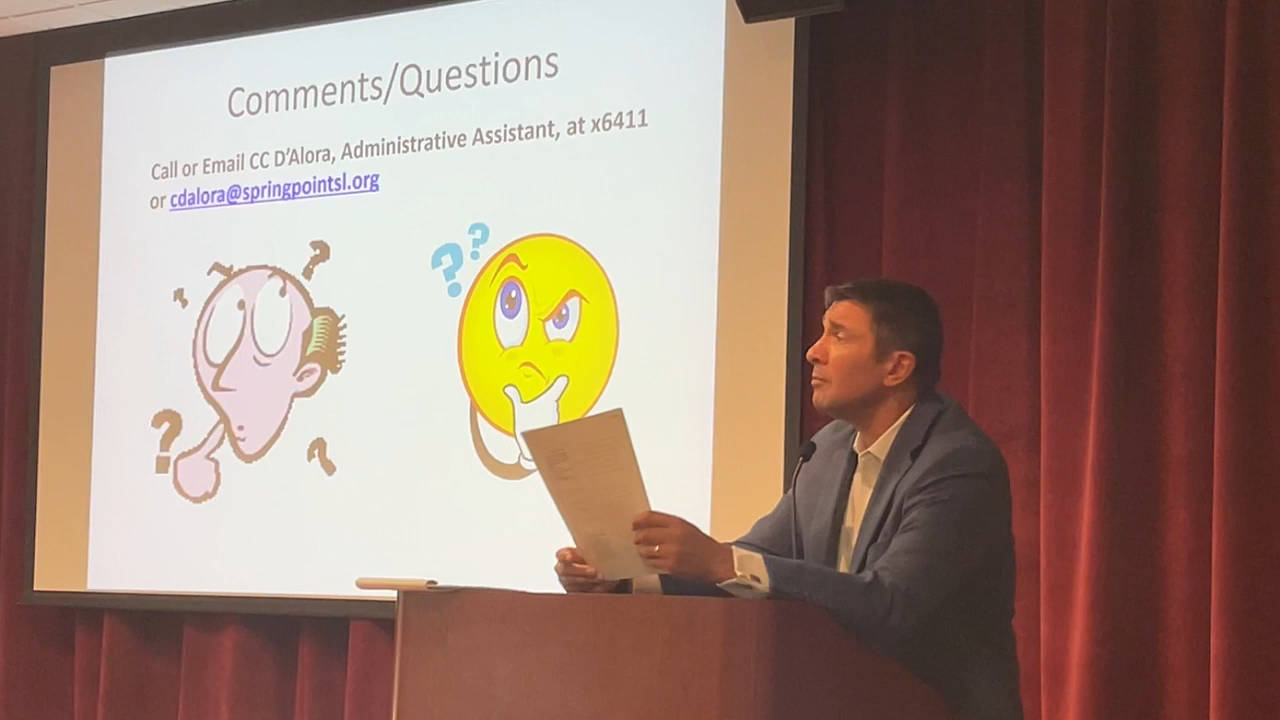 Comments/Questions
Call or Email CC D'Alora, Administrative Assistant, at x6411
or cdalora@springpointsl.org
? ?
? ?
?
?